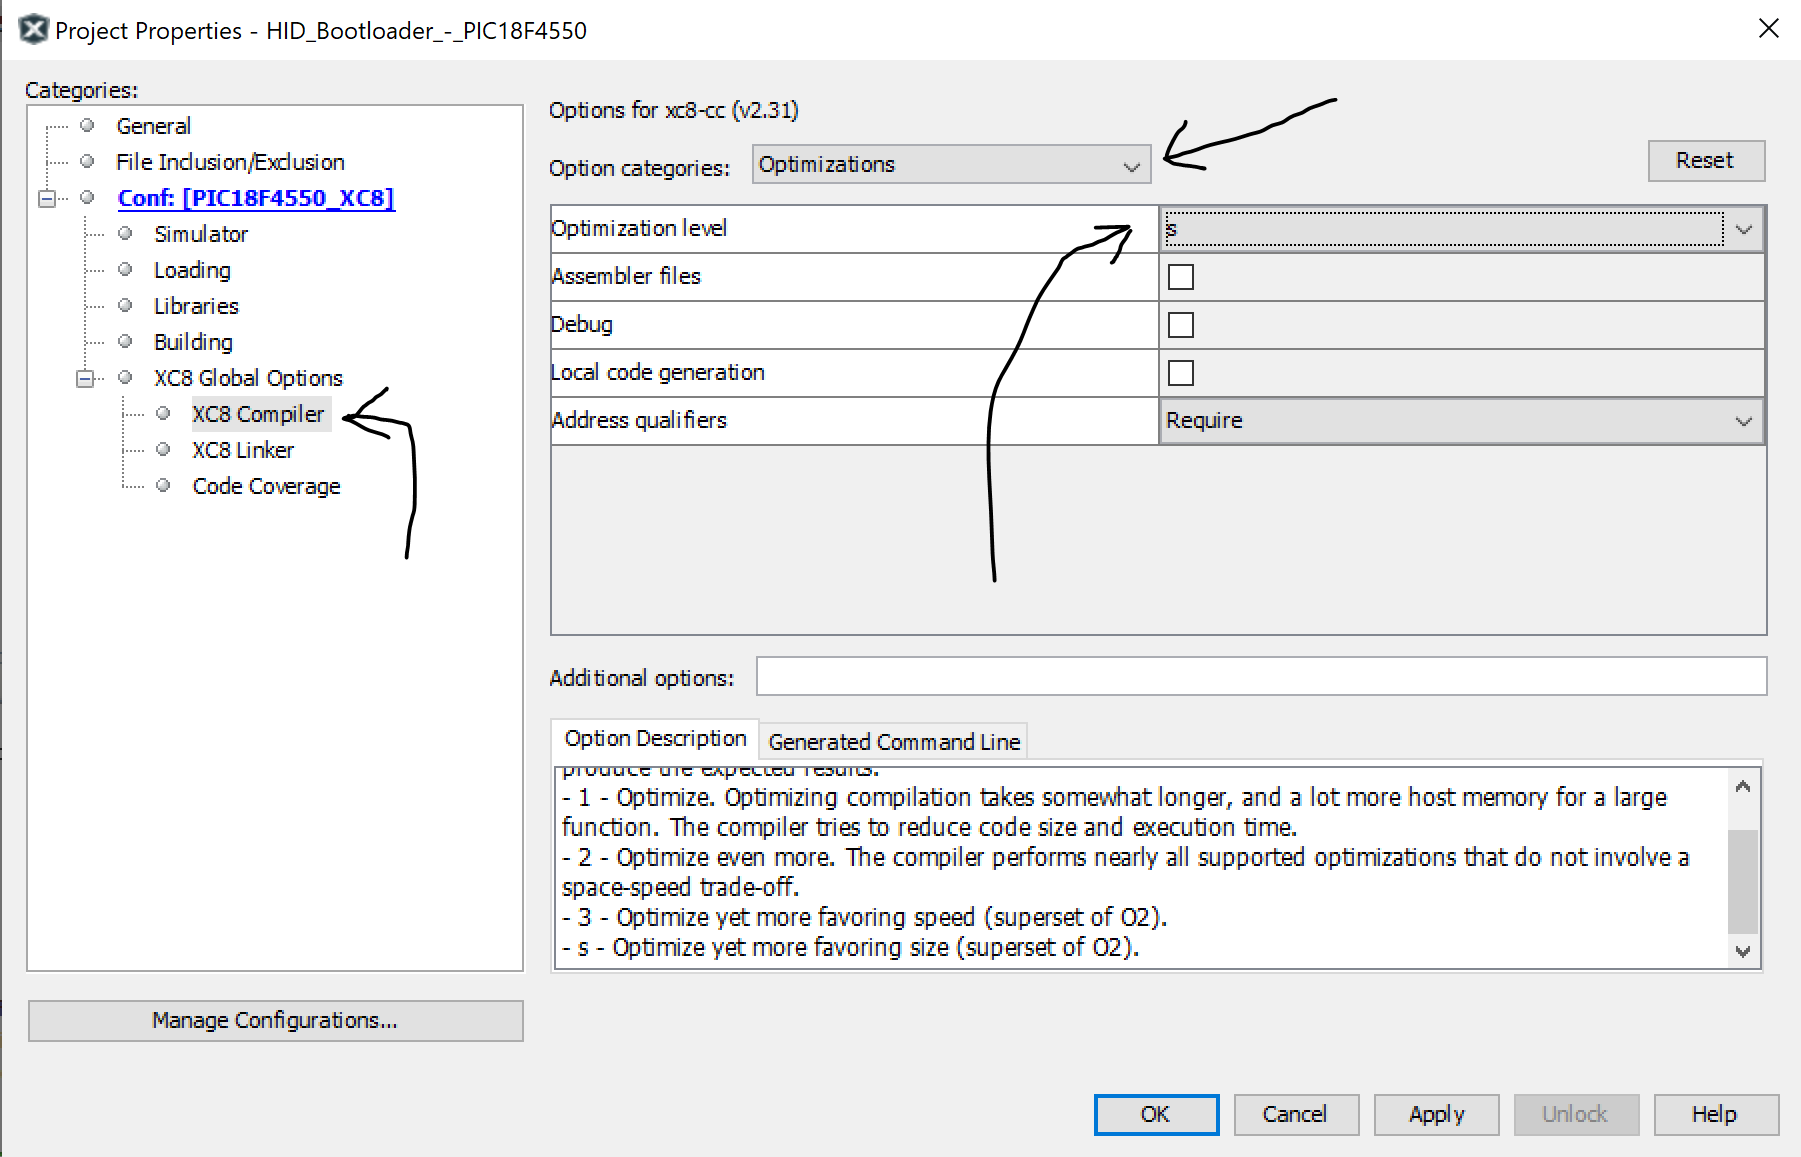 Project Properties - HID_Bootloader_-_PIC18F4550
Categories:
General
File Inclusion/Exclusion
Conf: [PIC18F4550_XC8]
Simulator
Loading
Libraries
Building
XC8 Global Options
XC8 Compiler
XC8 Linker
Code Coverage
Manage Configurations...
Options for xc8-cc (v2.31)
Option categories: Optimizations
Reset
Optimization level s
Assembler files
Debug
Local code generation
Address qualifiers Require
Additional options:
Option Description Generated Command Line
produce the expected results.
- 1 - Optimize. Optimizing compilation takes somewhat longer, and a lot more host memory for a large
function. The compiler tries to reduce code size and execution time.
- 2 - Optimize even more. The compiler performs nearly all supported optimizations that do not involve a
space-speed trade-off.
- 3 - Optimize yet more favoring speed (superset of O2).
- s - Optimize yet more favoring size (superset of O2).
OK Cancel Apply Unlock Help